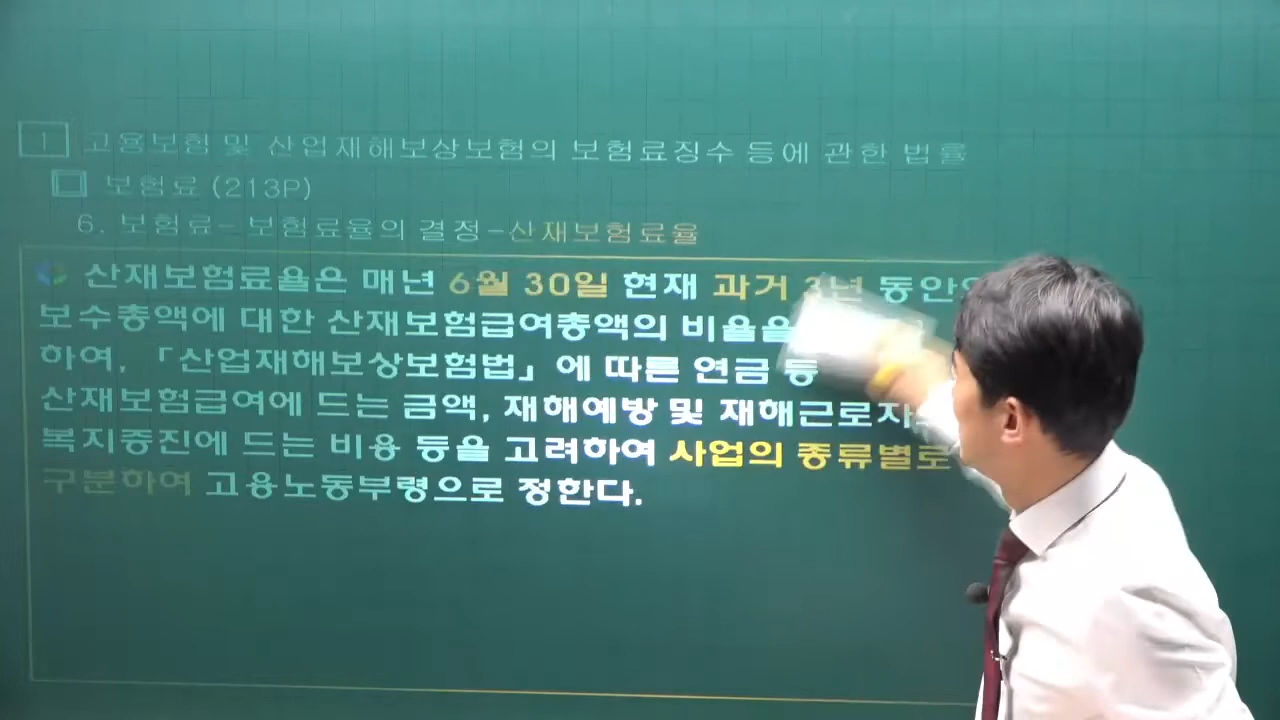 1 고용보험 및 산업재해보상보험의 보험료징수 등에 관한 법률
보험료 (213P)
6. 보험료-보험료율의 결정-산재보험료율
산재보험료율은 매년 6월 30일 현재 과거 3년 동안의
보수총액에 대한 산재보험급여총액의 비율을
하여, 「산업재해보상보험법」에 따른 연금 등
산재보험급여에 드는 금액, 재해예방 및 재해근로자의
복지증진에 드는 비용 등을 고려하여 사업의 종류별로
구분하여 고용노동부령으로 정한다.